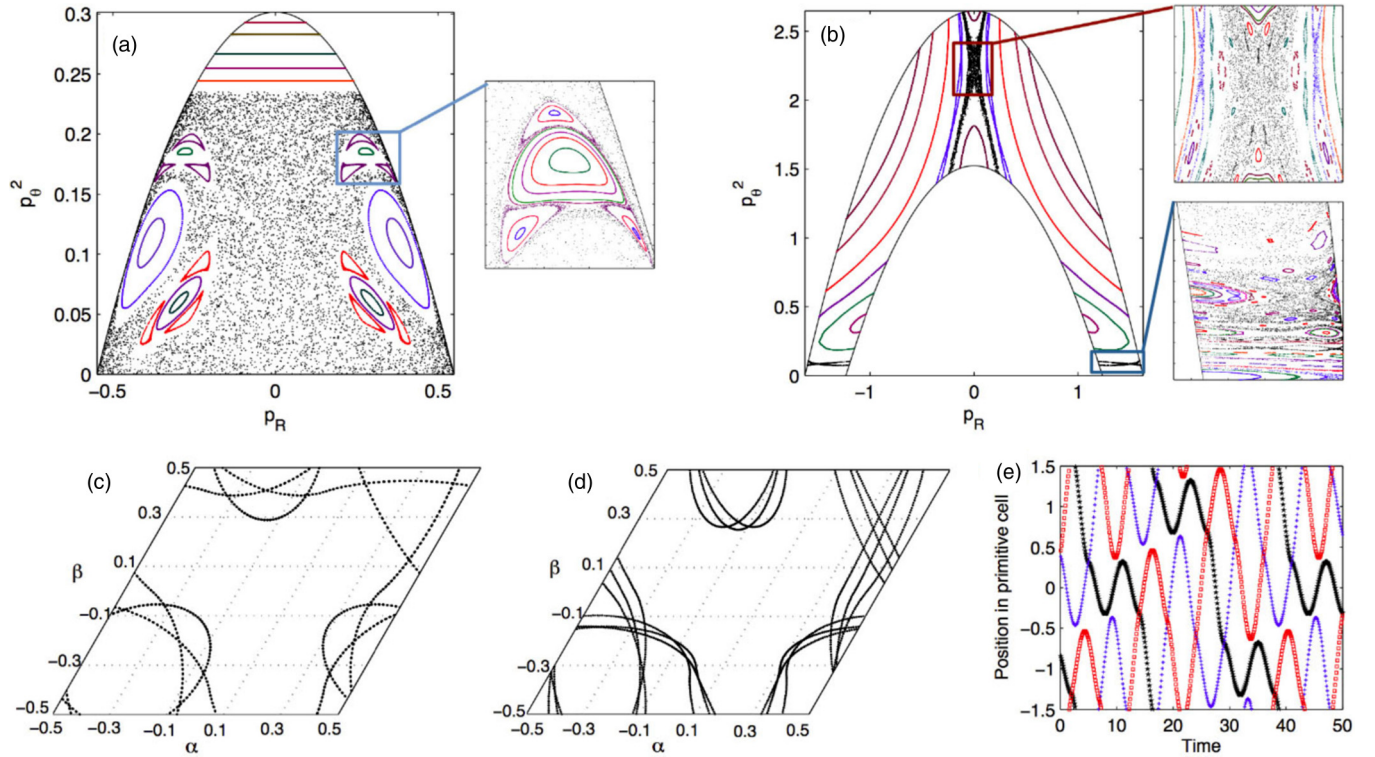 (a)
0.3
0.25
0.2
0.15
0.1
0.05
0
p_θ^2
−0.5
0
0.5
p_R
(b)
2.5
2
1.5
1
0.5
0
p_θ^2
−1
0
1
p_R
(c)
0.5
0.3
0.1
−0.1
−0.3
−0.5
β
−0.5 −0.3 −0.1 0.1 0.3 0.5
α
(d)
0.5
0.3
0.1
−0.1
−0.3
−0.5
β
−0.5 −0.3 −0.1 0.1 0.3 0.5
α
(e)
1.5
1
0.5
0
−0.5
−1
−1.5
Position in primitive cell
0 10 20 30 40 50
Time